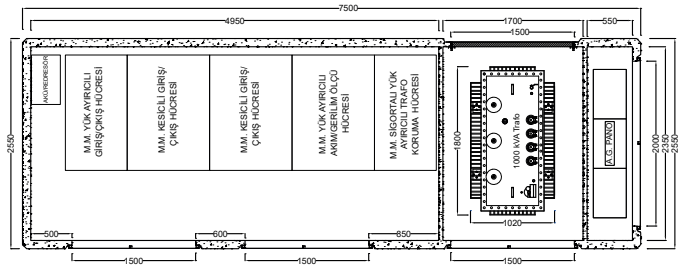 7500
4950
1700
550
1500
AKÜ/REDRESÖR
M.M. YÜK AYIRICILI
GİRİŞ/ÇIKIŞ HÜCRESİ
M.M. KESİCİLİ GİRİŞ/
ÇIKIŞ HÜCRESİ
M.M. KESİCİLİ GİRİŞ/
ÇIKIŞ HÜCRESİ
M.M. YÜK AYIRICILI
AKIM/GERİLİM ÖLÇÜ
HÜCRESİ
M.M. SİGORTALI YÜK
AYIRICILI TRAFO
KORUMA HÜCRESİ
2550
1800
1000 kVA Trafo
1020
A.G. PANO
2000
2350
2550
500
600
850
1500
1500
1500